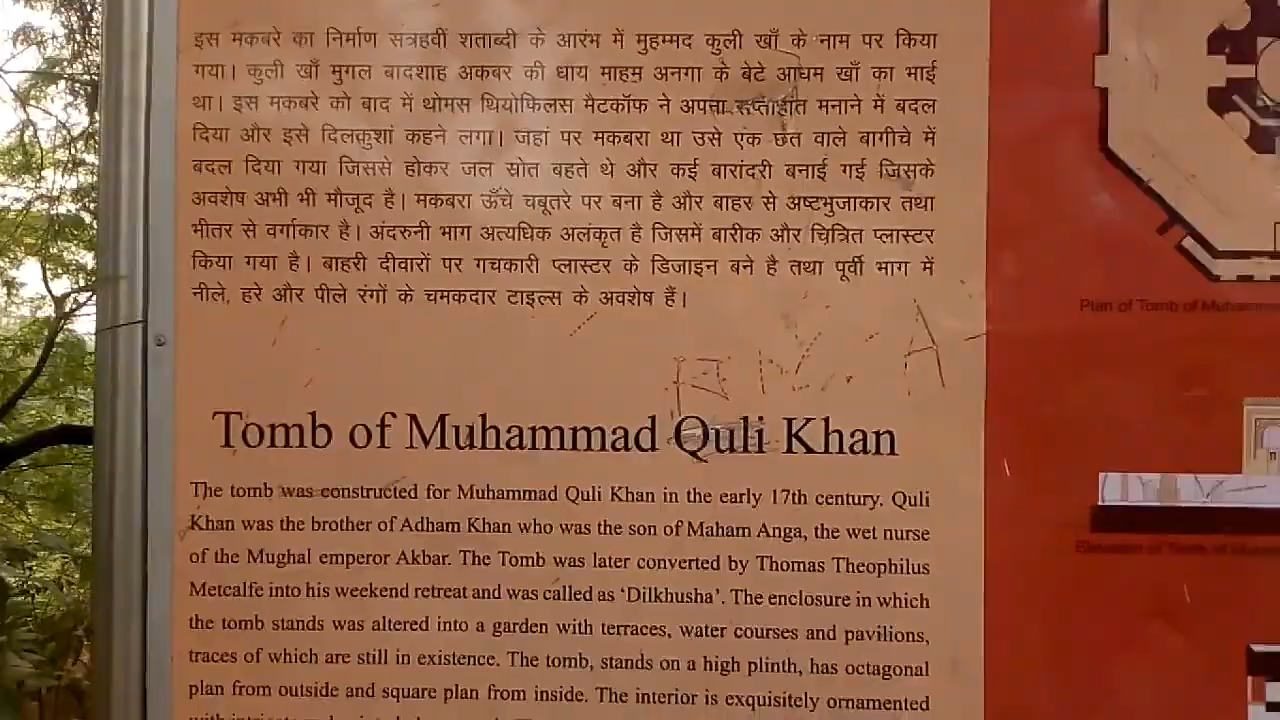 इस मकबरे का निर्माण सत्रहवीं शताब्दी के आरंभ में मुहम्मद कुली खाँ के नाम पर किया
गया। कुली खाँ मुगल बादशाह अकबर की धाय माहम अनगा के बेटे आधम खाँ का भाई
था। इस मकबरे को बाद में थोमस थियोफिलस मैटकॉफ ने अपना सप्ताहांत मनाने में बदल
दिया और इसे दिलकुशां कहने लगा। जहां पर मकबरा था उसे एक छत वाले बागीचे में
बदल दिया गया जिससे होकर जल स्रोत बहते थे और कई बारांदरी बनाई गई जिसके
अवशेष अभी भी मौजूद है। मकबरा ऊँचे चबूतरे पर बना है और बाहर से अष्टभुजाकार तथा
भीतर से वर्गाकार है। अंदरुनी भाग अत्यधिक अलंकृत है जिसमें बारीक और चित्रित प्लास्टर
किया गया है। बाहरी दीवारों पर गचकारी प्लास्टर के डिजाइन बने है तथा पूर्वी भाग में
नीले, हरे और पीले रंगों के चमकदार टाइल्स के अवशेष हैं।
Tomb of Muhammad Quli Khan
The tomb was constructed for Muhammad Quli Khan in the early 17th century. Quli
Khan was the brother of Adham Khan who was the son of Maham Anga, the wet nurse
of the Mughal emperor Akbar. The Tomb was later converted by Thomas Theophilus
Metcalfe into his weekend retreat and was called as ‘Dilkhusha’. The enclosure in which
the tomb stands was altered into a garden with terraces, water courses and pavilions,
traces of which are still in existence. The tomb, stands on a high plinth, has octagonal
plan from outside and square plan from inside. The interior is exquisitely ornamented
Plan of Tomb of
Elevation of Tomb of